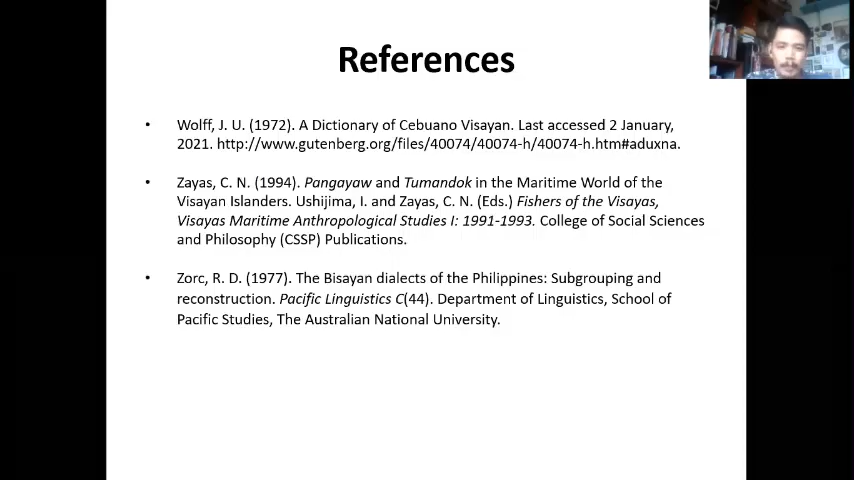 References
• Wolff, J. U. (1972). A Dictionary of Cebuano Visayan. Last accessed 2 January,
2021. http://www.gutenberg.org/files/40074/40074-h/40074-h.htm#aduxna.
• Zayas, C. N. (1994). Pangayaw and Tumandok in the Maritime World of the
Visayan Islanders. Ushijima, I. and Zayas, C. N. (Eds.) Fishers of the Visayas,
Visayas Maritime Anthropological Studies I: 1991-1993. College of Social Sciences
and Philosophy (CSSP) Publications.
• Zorc, R. D. (1977). The Bisayan dialects of the Philippines: Subgrouping and
reconstruction. Pacific Linguistics C(44). Department of Linguistics, School of
Pacific Studies, The Australian National University.